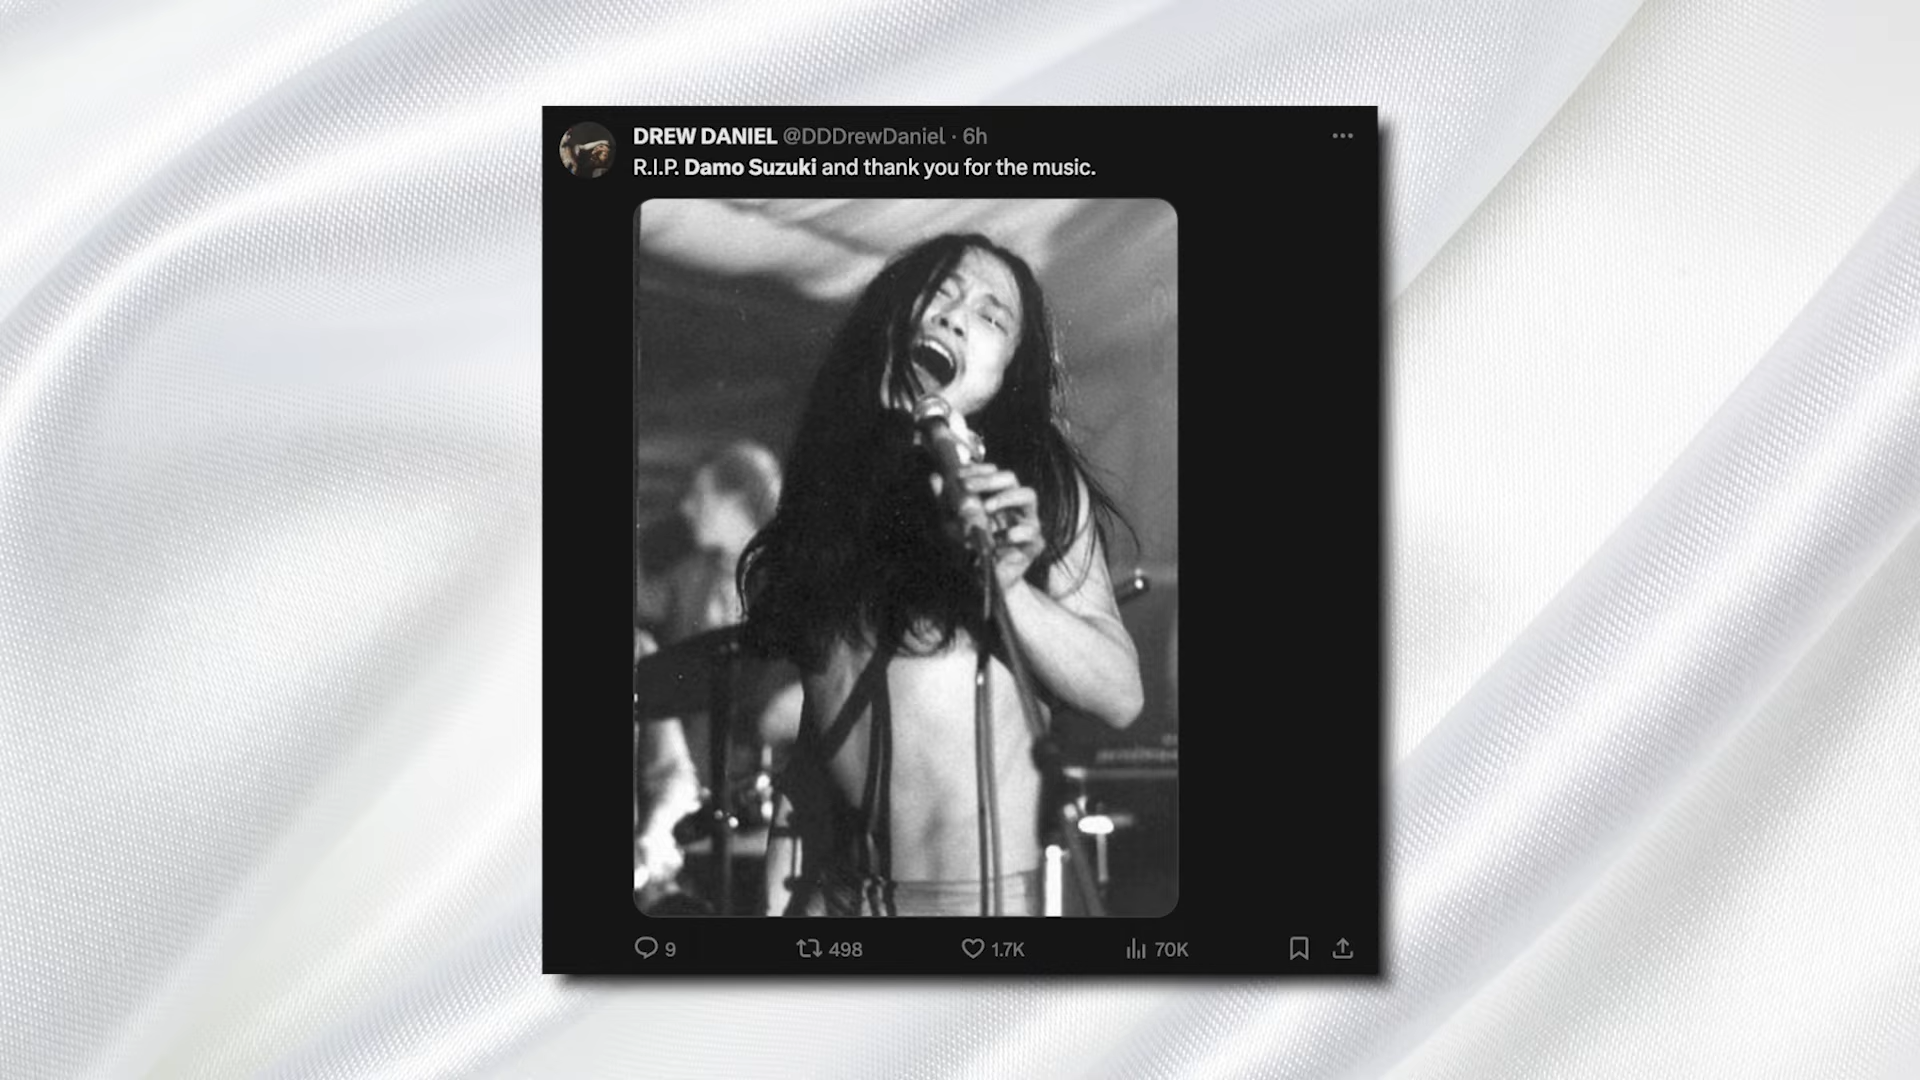 DREW DANIEL @DDDrewDaniel · 6h
R.I.P. Damo Suzuki and thank you for the music.
9 498 1.7K 70K